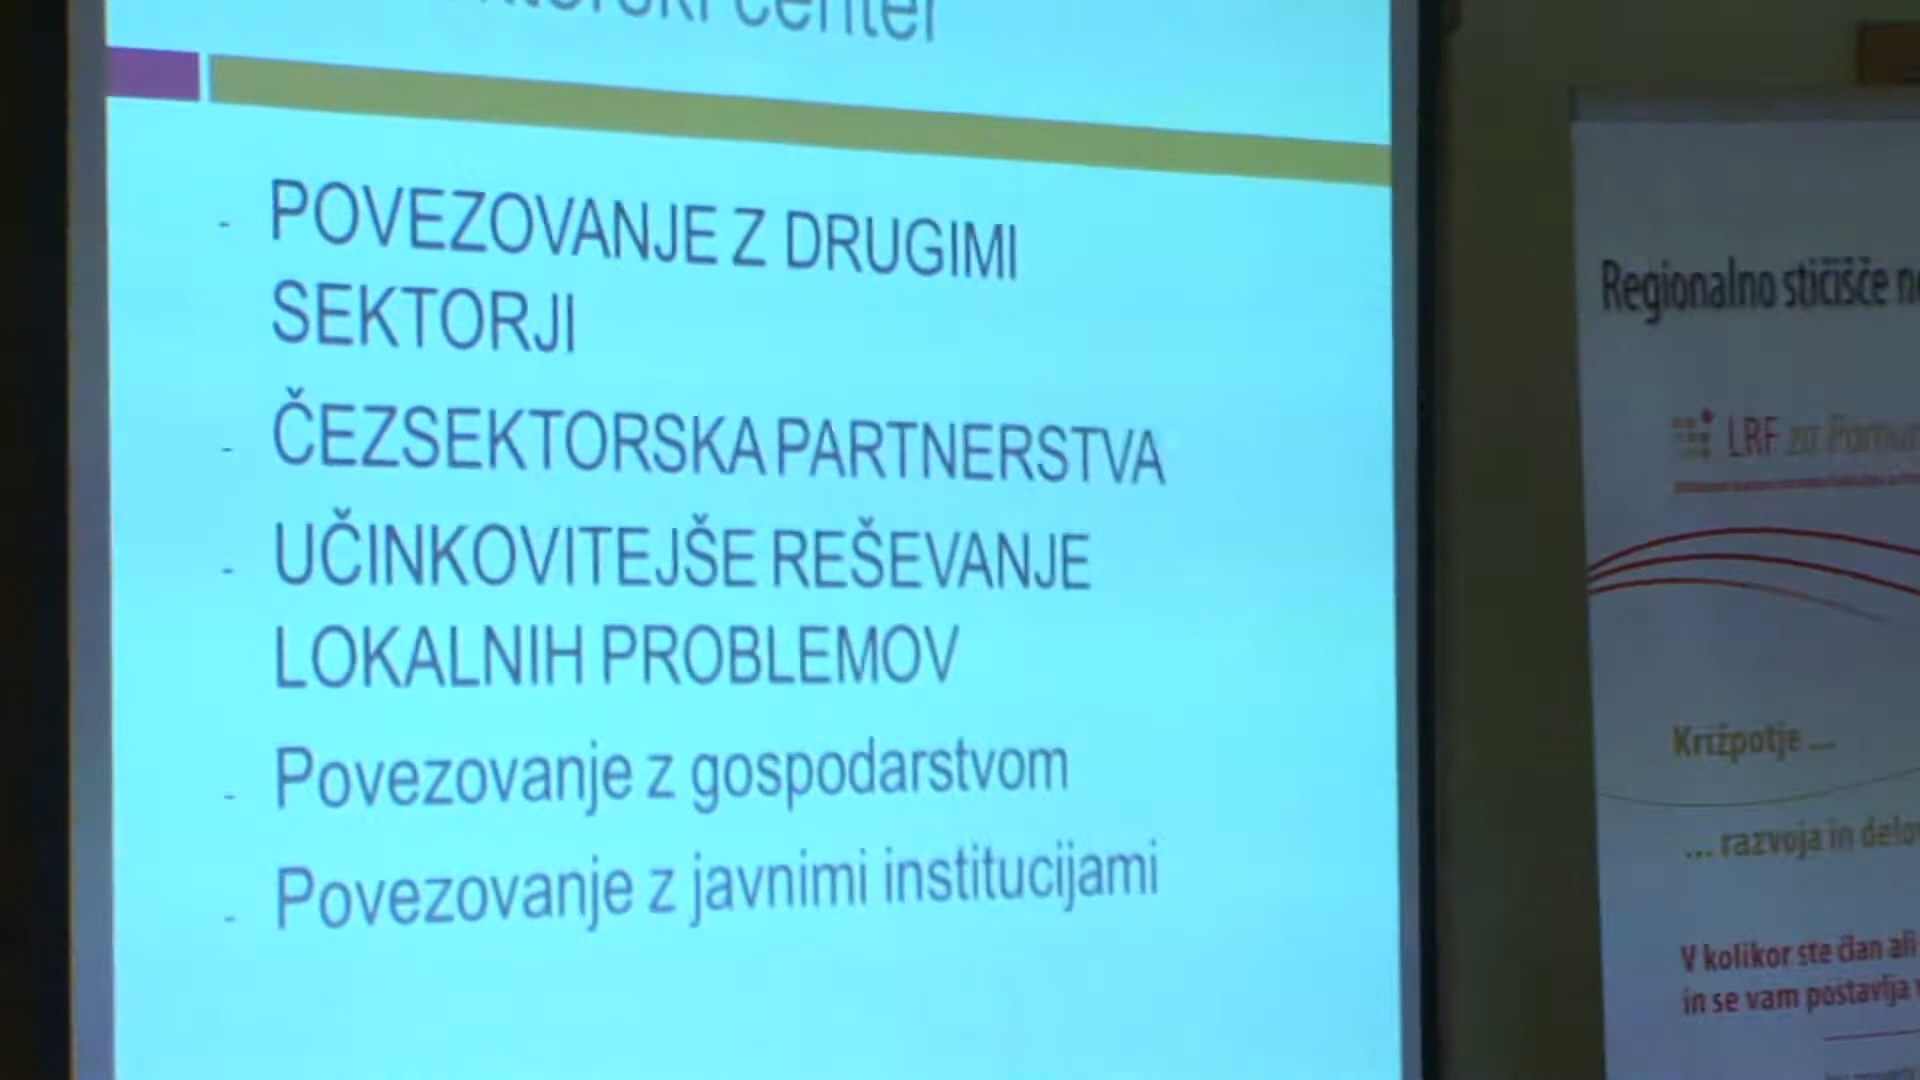 center
- POVEZOVANJE Z DRUGIMI
SEKTORJI
- ČEZSEKTORSKA PARTNERSTVA
- UČINKOVITEJŠE REŠEVANJE
LOKALNIH PROBLEMOV
- Povezovanje z gospodarstvom
- Povezovanje z javnimi institucijami
Regionalno stičišče
LRF za
Križpotje ...
... razvoja in
V kolikor ste član ali
in se vam postavlja